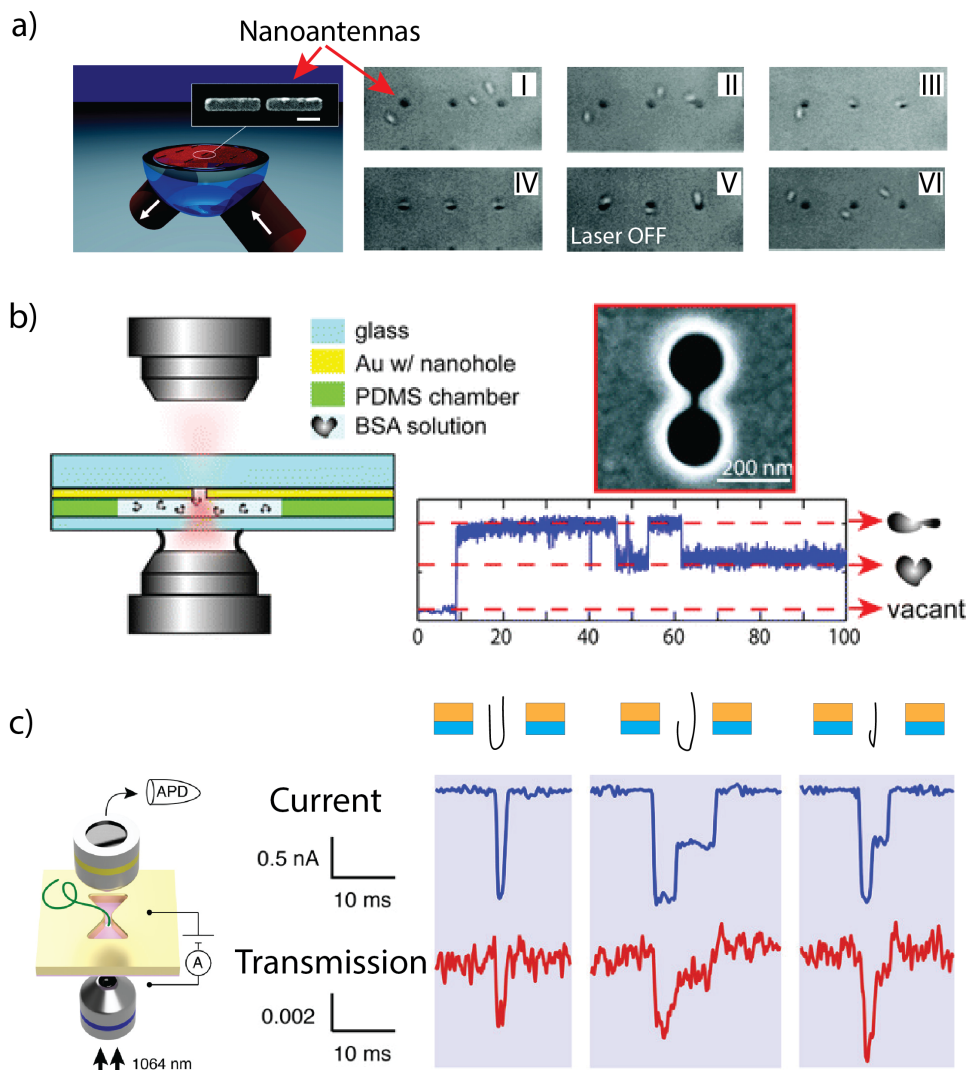 a)
Nanoantennas
I
II
III
IV
V
VI
Laser OFF
b)
glass
Au w/ nanohole
PDMS chamber
BSA solution
200 nm
vacant
0 20 40 60 80 100
c)
APD
Current
0.5 nA
10 ms
A
Transmission
0.002
10 ms
1064 nm